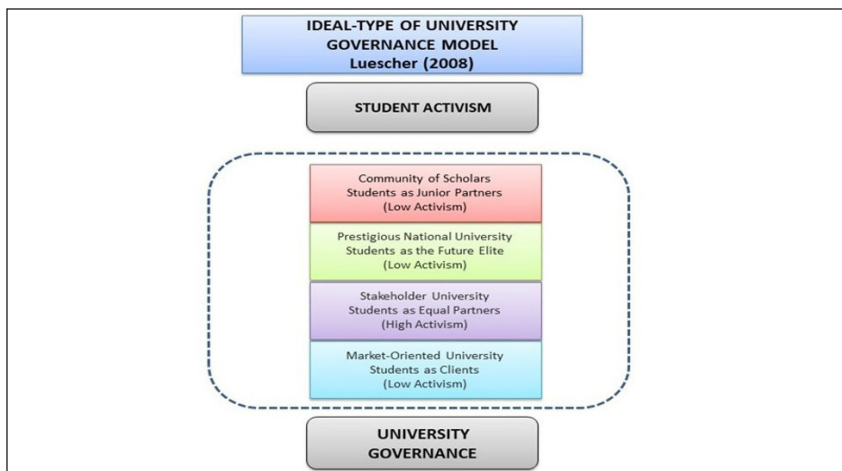 IDEAL-TYPE OF UNIVERSITY
GOVERNANCE MODEL
Luescher (2008)
STUDENT ACTIVISM
Community of Scholars
Students as Junior Partners
(Low Activism)
Prestigious National University
Students as the Future Elite
(Low Activism)
Stakeholder University
Students as Equal Partners
(High Activism)
Market-Oriented University
Students as Clients
(Low Activism)
UNIVERSITY
GOVERNANCE